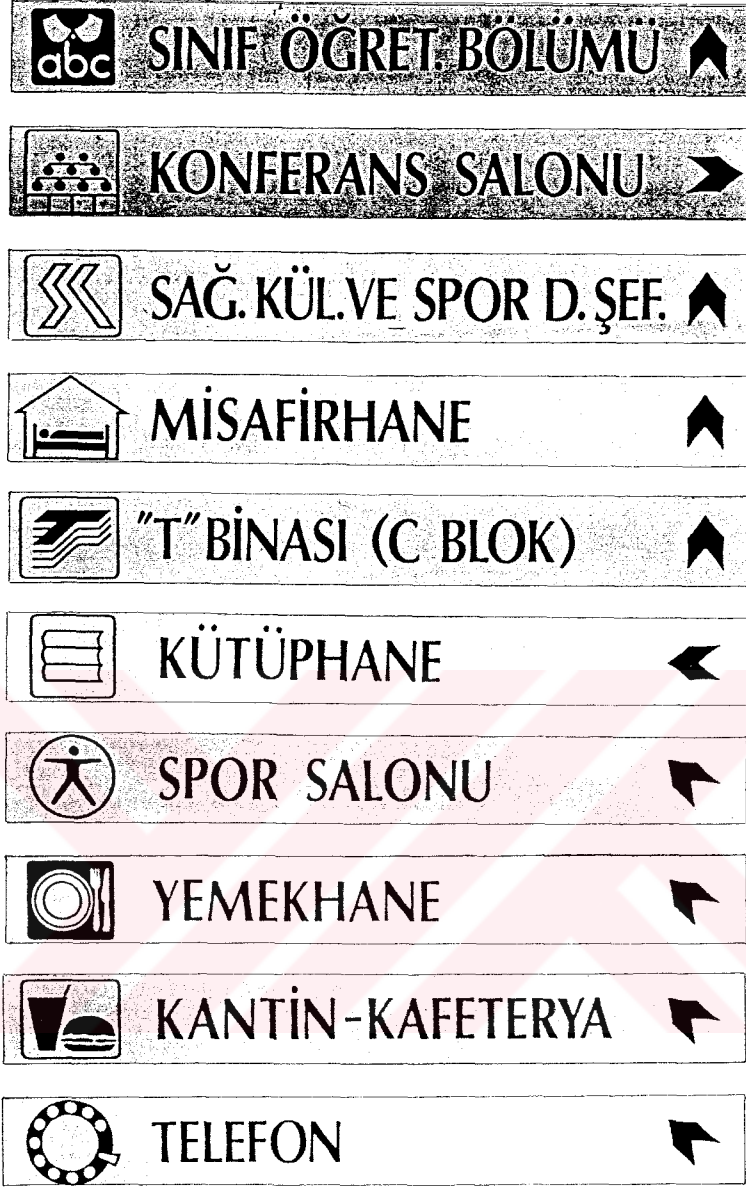 abc SINIF ÖĞRET. BÖLÜMÜ
KONFERANS SALONU
SAĞ. KÜL. VE SPOR D. ŞEF.
MİSAFİRHANE
"T" BİNASI (C BLOK)
KÜTÜPHANE
SPOR SALONU
YEMEKHANE
KANTİN-KAFETERYA
TELEFON